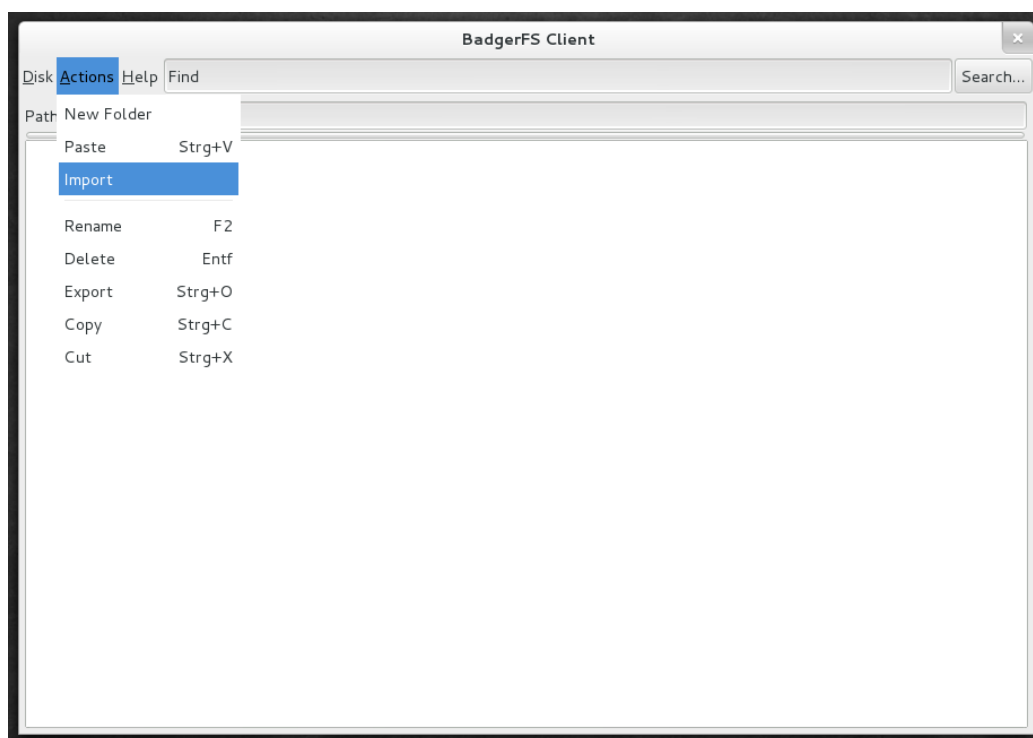 BadgerFS Client
Disk Actions Help Find Search...
Path
New Folder
Paste Strg+V
Import
Rename F2
Delete Entf
Export Strg+O
Copy Strg+C
Cut Strg+X